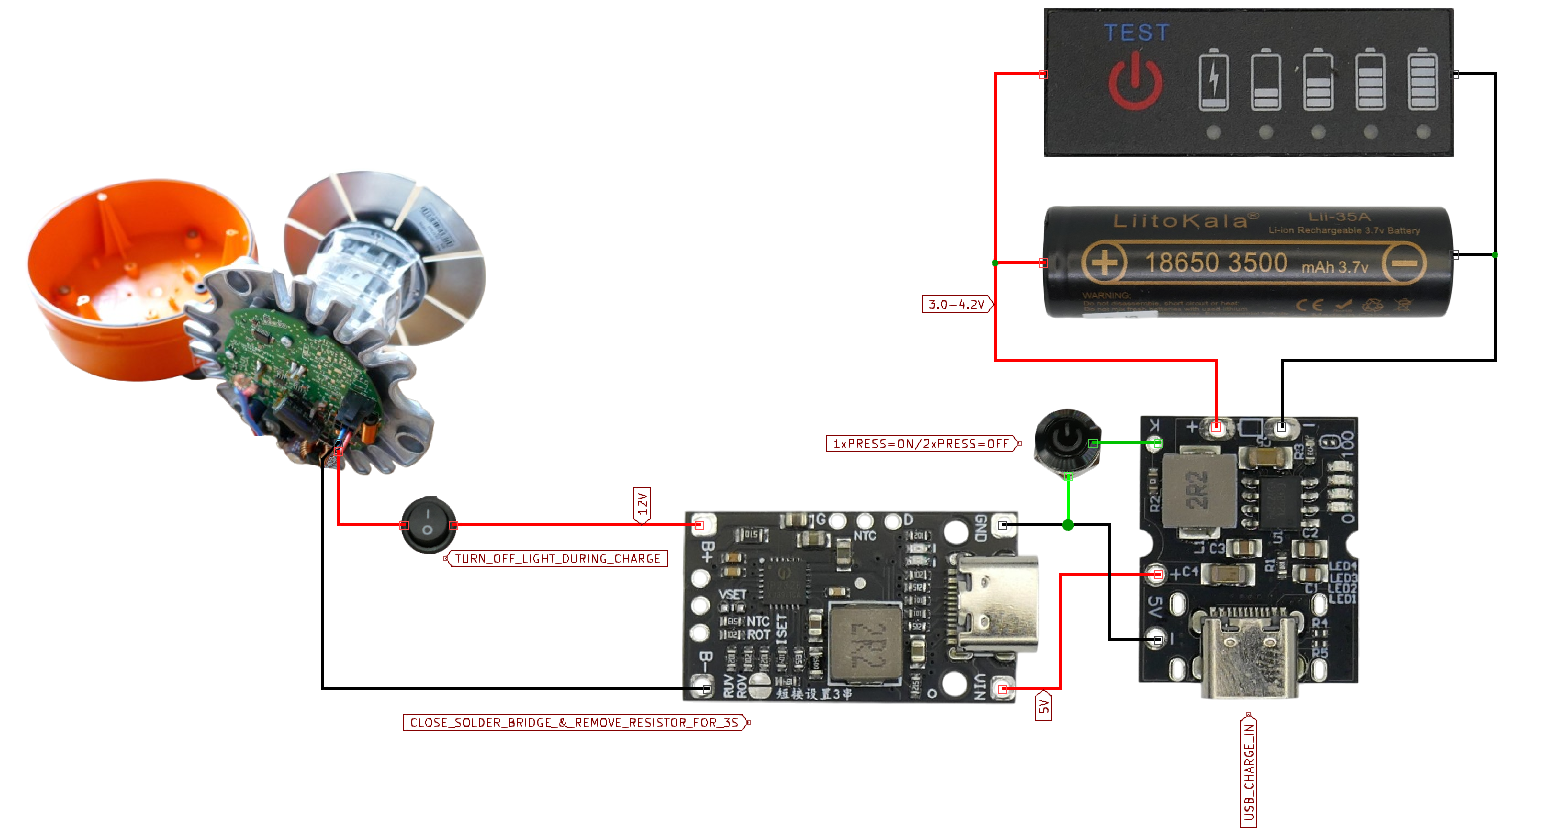 TEST
LiitoKala®
Lii-35A
Li-ion Rechargeable 3.7v Battery
18650 3500 mAh 3.7v
WARNING:
CE
3.0-4.2V
1xPRESS=ON/2xPRESS=OFF
12V
TURN_OFF_LIGHT_DURING_CHARGE
G
D
NTC
GND
B+
VSET
NTC
ROT
ISET
2R2
B-
RUV
ROV
短接设置3串
VIN
CLOSE_SOLDER_BRIDGE_&_REMOVE_RESISTOR_FOR_3S
5V
K
+
-
R3
100
2R2
R2
0
C3
C2
R1
+
C4
C1
LED4
LED3
LED2
LED1
5V
-
R4
R5
USB_CHARGE_IN